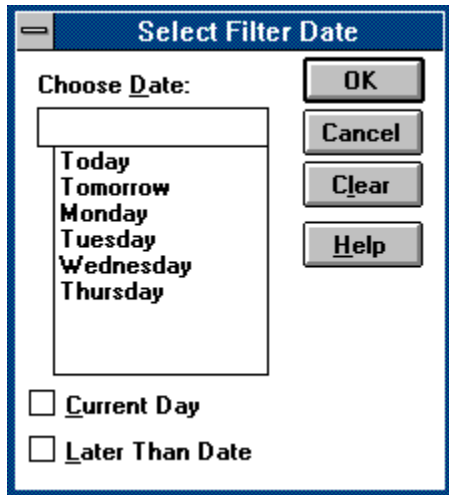 Select Filter Date
Choose Date:
OK
Cancel
Clear
Help
Today
Tomorrow
Monday
Tuesday
Wednesday
Thursday
Current Day
Later Than Date